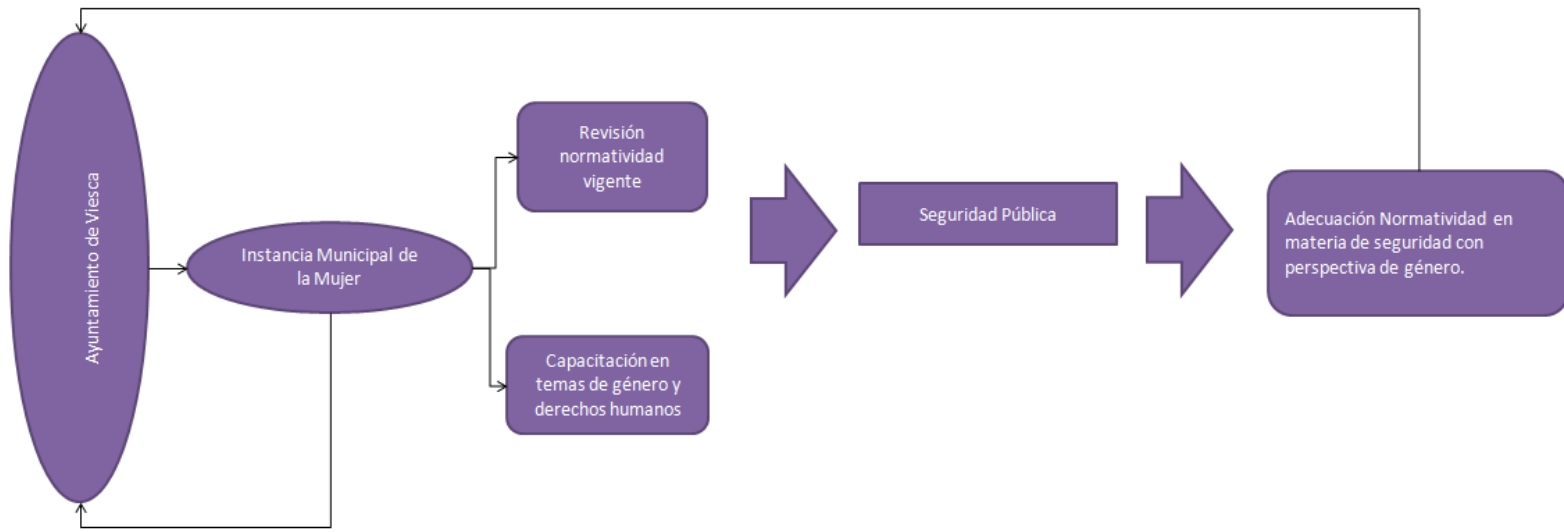 Ayuntamiento de Viesca
Instancia Municipal de
la Mujer
Revisión
normatividad
vigente
Capacitación en
temas de género y
derechos humanos
Seguridad Pública
Adecuación Normatividad en
materia de seguridad con
perspectiva de género.